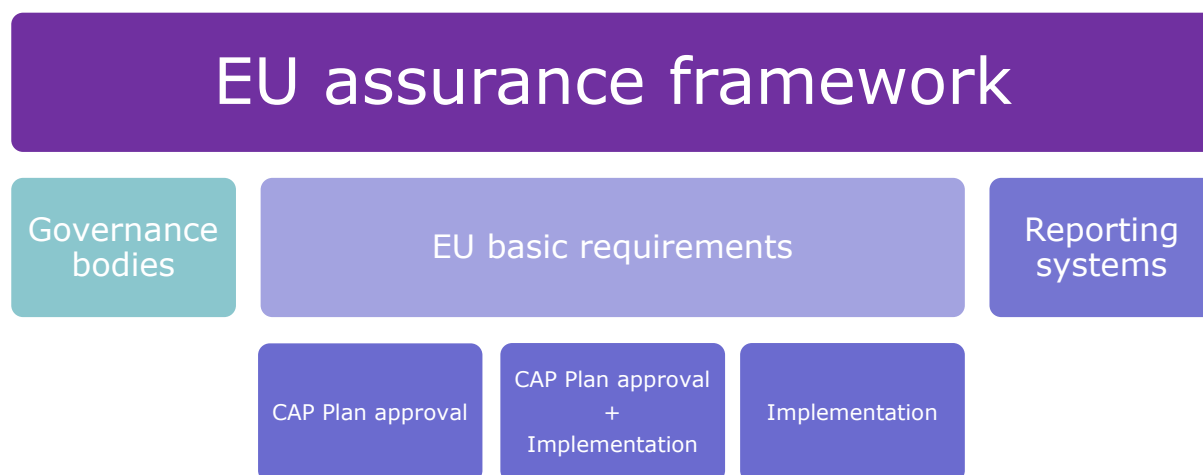 EU assurance framework
Governance
bodies
EU basic requirements
Reporting
systems
CAP Plan approval
CAP Plan approval
+
Implementation
Implementation